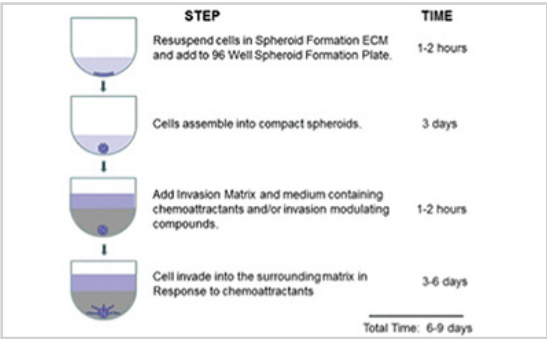 STEP TIME
Resuspend cells in Spheroid Formation ECM
and add to 96 Well Spheroid Formation Plate.
1-2 hours
Cells assemble into compact spheroids.
3 days
Add Invasion Matrix and medium containing
chemoattractants and/or invasion modulating
compounds.
1-2 hours
Cell invade into the surrounding matrix in
Response to chemoattractants
3-6 days
Total Time: 6-9 days